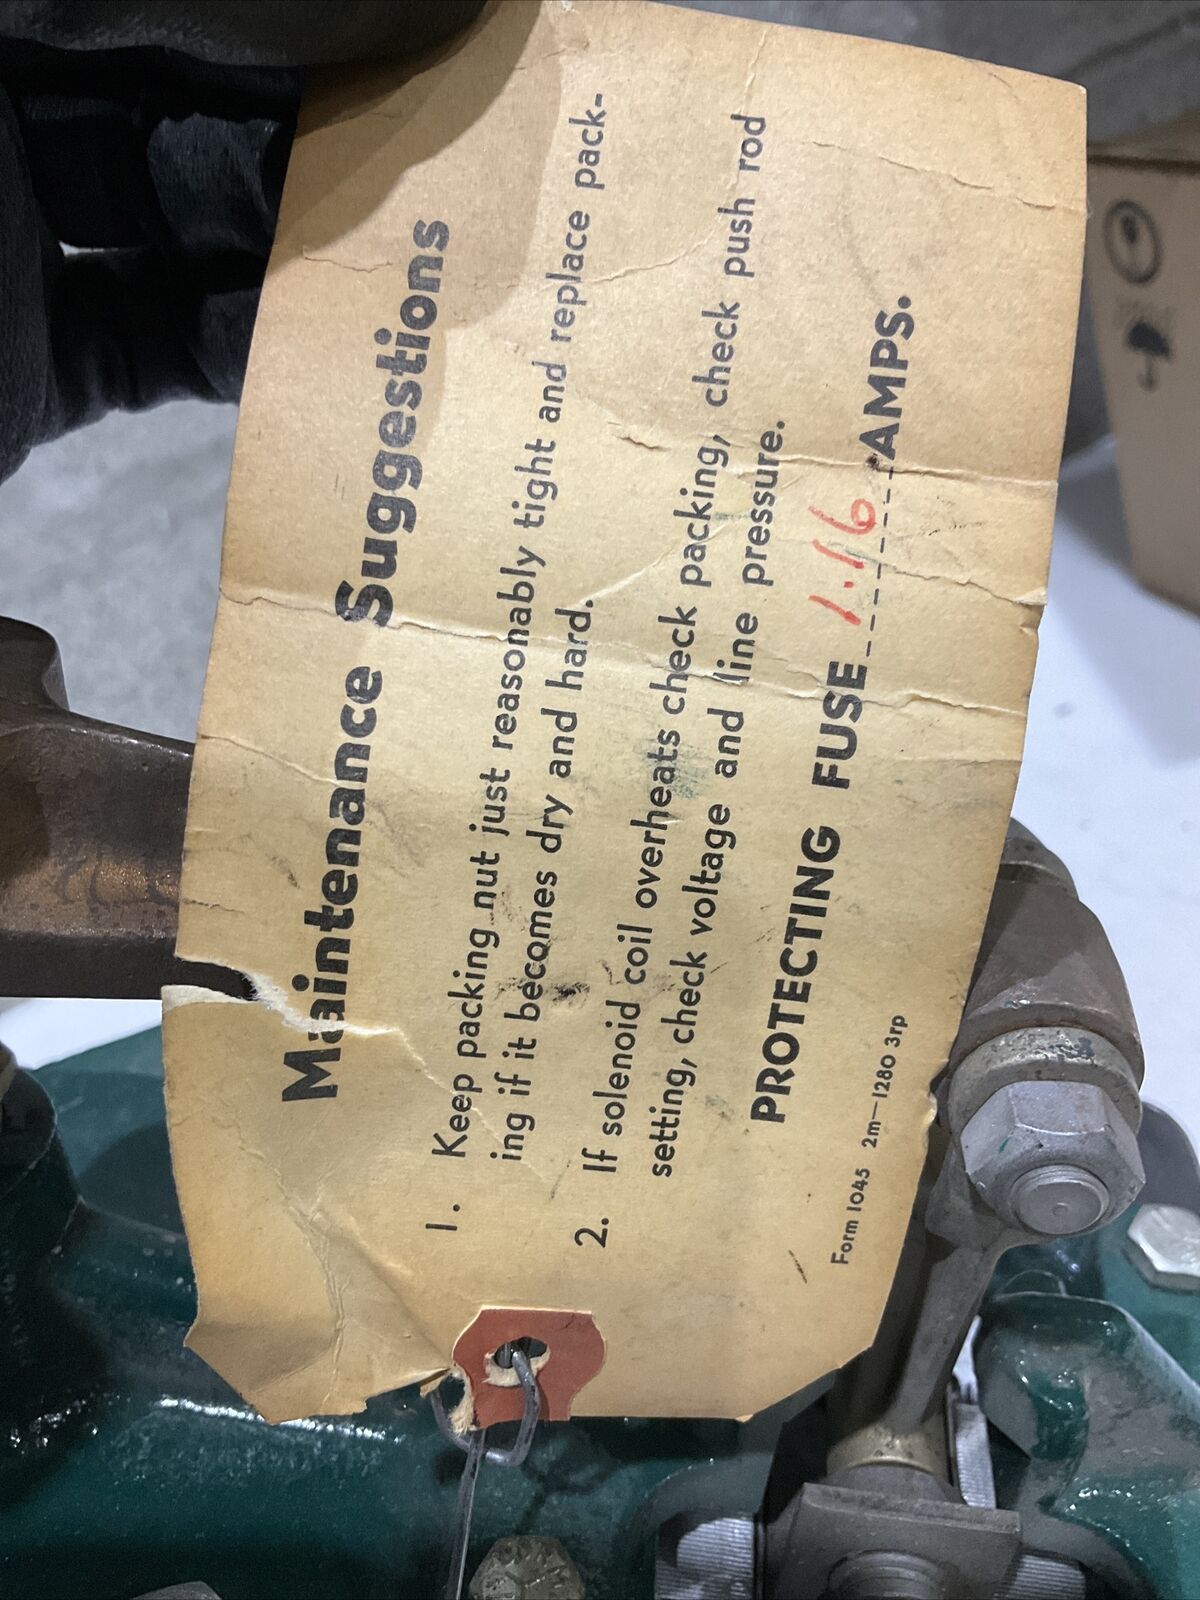 Maintenance Suggestions
1. Keep packing nut just reasonably tight and replace pack-
ing if it becomes dry and hard.
2. If solenoid coil overheats check packing, check push rod
setting, check voltage and line pressure.
PROTECTING FUSE 1.16 AMPS.
Form 1045 2m—1280 3rp